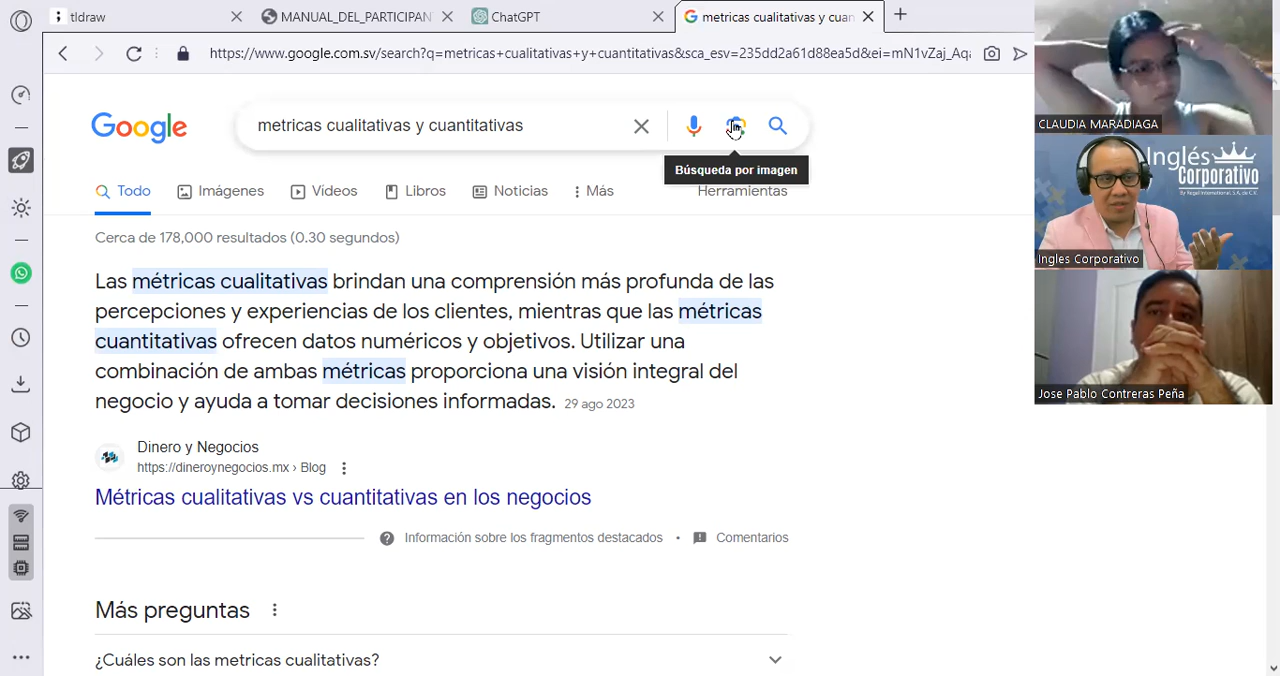 tldraw
MANUAL_DEL_PARTICIPAN
ChatGPT
metricas cualitativas y cuan
https://www.google.com.sv/search?q=metricas+cualitativas+y+cuantitativas&sca_esv=235dd2a61d88ea5d&ei=mN1vZaj_Aqa
Google
metricas cualitativas y cuantitativas
Búsqueda por imagen
Todo
Imágenes
Videos
Libros
Noticias
Más
Herramientas
Cerca de 178,000 resultados (0.30 segundos)
Las métricas cualitativas brindan una comprensión más profunda de las
percepciones y experiencias de los clientes, mientras que las métricas
cuantitativas ofrecen datos numéricos y objetivos. Utilizar una
combinación de ambas métricas proporciona una visión integral del
negocio y ayuda a tomar decisiones informadas. 29 ago 2023
Dinero y Negocios
https://dineroynegocios.mx › Blog
Métricas cualitativas vs cuantitativas en los negocios
Información sobre los fragmentos destacados • Comentarios
Más preguntas
¿Cuáles son las metricas cualitativas?
CLAUDIA MARADIAGA
Inglés
Corporativo
By Regal International, S.A. de C.V.
Ingles Corporativo
Jose Pablo Contreras Peña